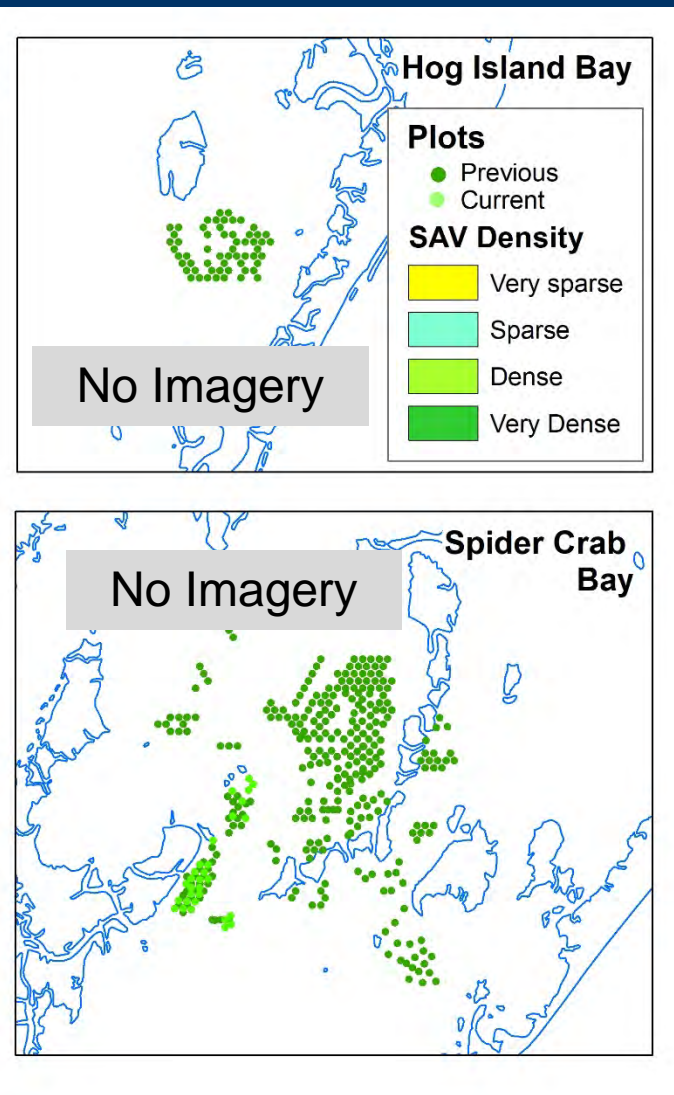 Hog Island Bay
Plots
Previous
Current
SAV Density
Very sparse
Sparse
Dense
Very Dense
No Imagery
Spider Crab
Bay
No Imagery